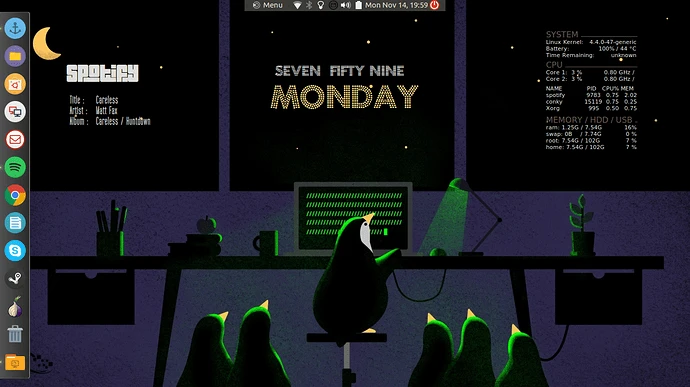 Menu
Mon Nov 14, 19:59
Spotify
Title : Careless
Artist : Matt Fax
Album : Careless / Huntdown
SEVEN FIFTY NINE
MONDAY
SYSTEM
Linux Kernel: 4.4.0-47-generic
Battery: 100% / 44 °C
Time Remaining: unknown
CPU
Core 1: 3 % 0.80 GHz /
Core 2: 3 % 0.80 GHz /
NAME PID CPU% MEM
spotify 9783 0.75 2.02
conky 15119 0.25 0.25
Xorg 995 0.50 0.75
MEMORY / HDD / USB .
ram: 1.25G / 7.54G 16%
swap: 0B / 7.74G 0 %
root: 7.54G / 102G 7 %
home: 7.54G / 102G 7 %